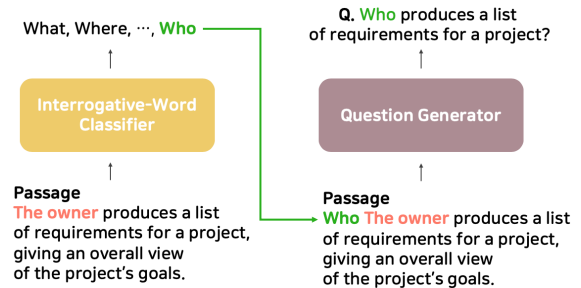 What, Where, ···, Who
Interrogative-Word
Classifier
Passage
The owner produces a list
of requirements for a project,
giving an overall view
of the project's goals.
Q. Who produces a list
of requirements for a project?
Question Generator
Passage
Who The owner produces a list
of requirements for a project,
giving an overall view
of the project's goals.